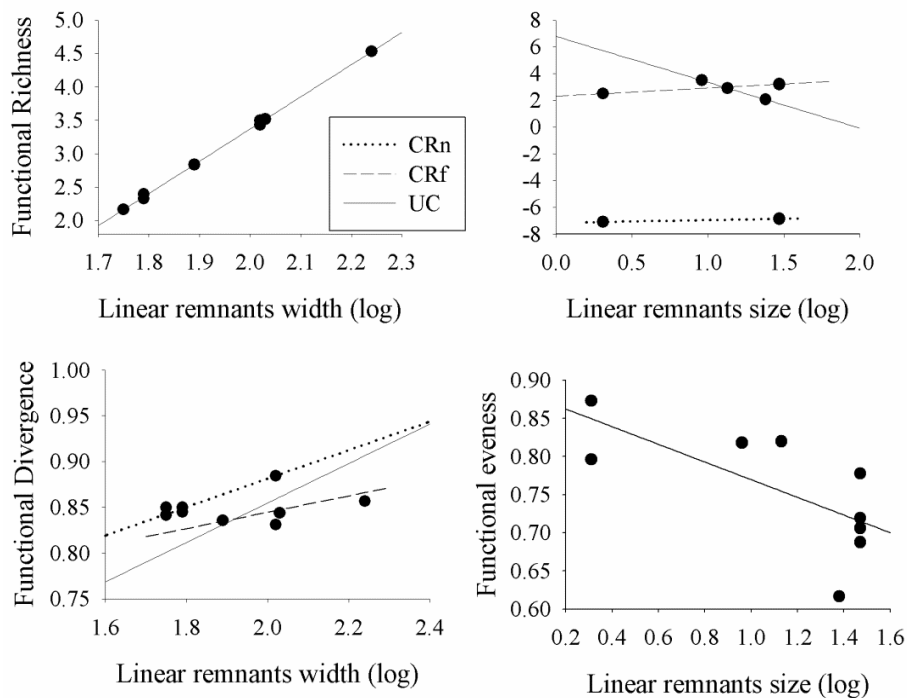 Functional Richness
5.0
4.5
4.0
3.5
3.0
2.5
2.0
1.7 1.8 1.9 2.0 2.1 2.2 2.3
Linear remnants width (log)
CRn
CRf
UC
8
6
4
2
0
-2
-4
-6
-8
0.0 0.5 1.0 1.5 2.0
Linear remnants size (log)
Functional Divergence
1.00
0.95
0.90
0.85
0.80
0.75
1.6 1.8 2.0 2.2 2.4
Linear remnants width (log)
Functional eveness
0.90
0.85
0.80
0.75
0.70
0.65
0.60
0.2 0.4 0.6 0.8 1.0 1.2 1.4 1.6
Linear remnants size (log)